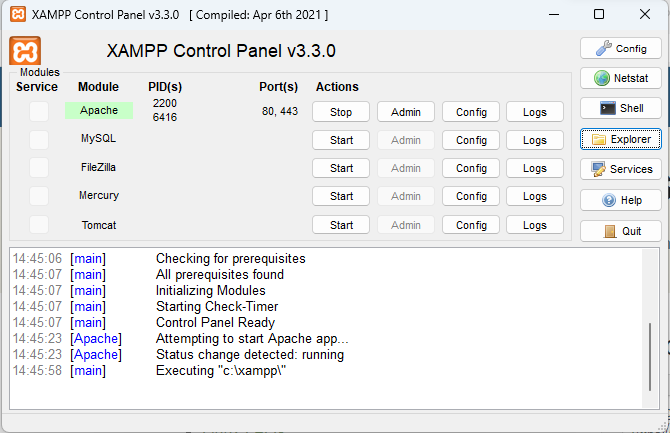 XAMPP Control Panel v3.3.0 [ Compiled: Apr 6th 2021 ]
XAMPP Control Panel v3.3.0
Config
Modules
Service Module PID(s) Port(s) Actions
Netstat
Apache 2200 6416 80, 443 Stop Admin Config Logs
Shell
MySQL Start Admin Config Logs
Explorer
FileZilla Start Admin Config Logs
Services
Mercury Start Admin Config Logs
Help
Tomcat Start Admin Config Logs
Quit
14:45:06 [main] Checking for prerequisites
14:45:07 [main] All prerequisites found
14:45:07 [main] Initializing Modules
14:45:07 [main] Starting Check-Timer
14:45:07 [main] Control Panel Ready
14:45:23 [Apache] Attempting to start Apache app...
14:45:23 [Apache] Status change detected: running
14:45:58 [main] Executing "c:\xampp\"